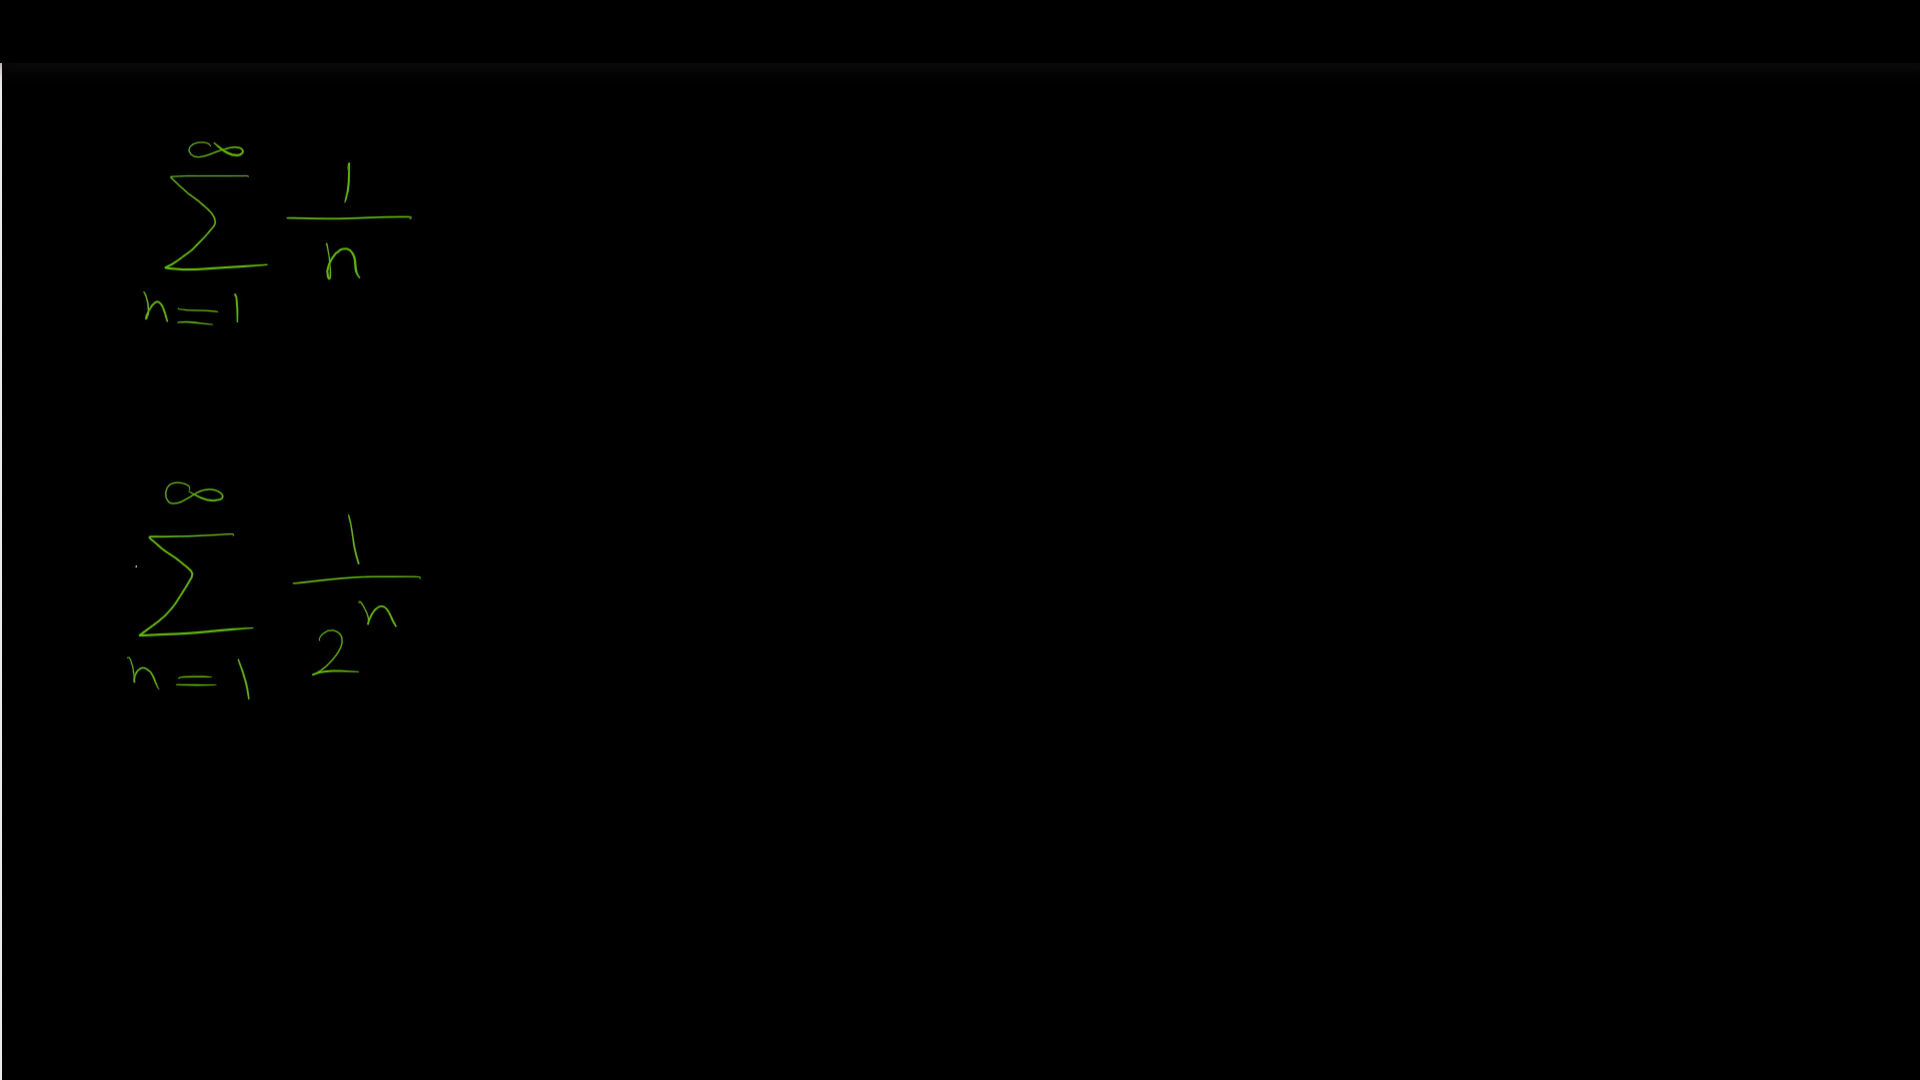 ∞
∑ 1/n
n=1
∞
∑ 1/2^n
n=1